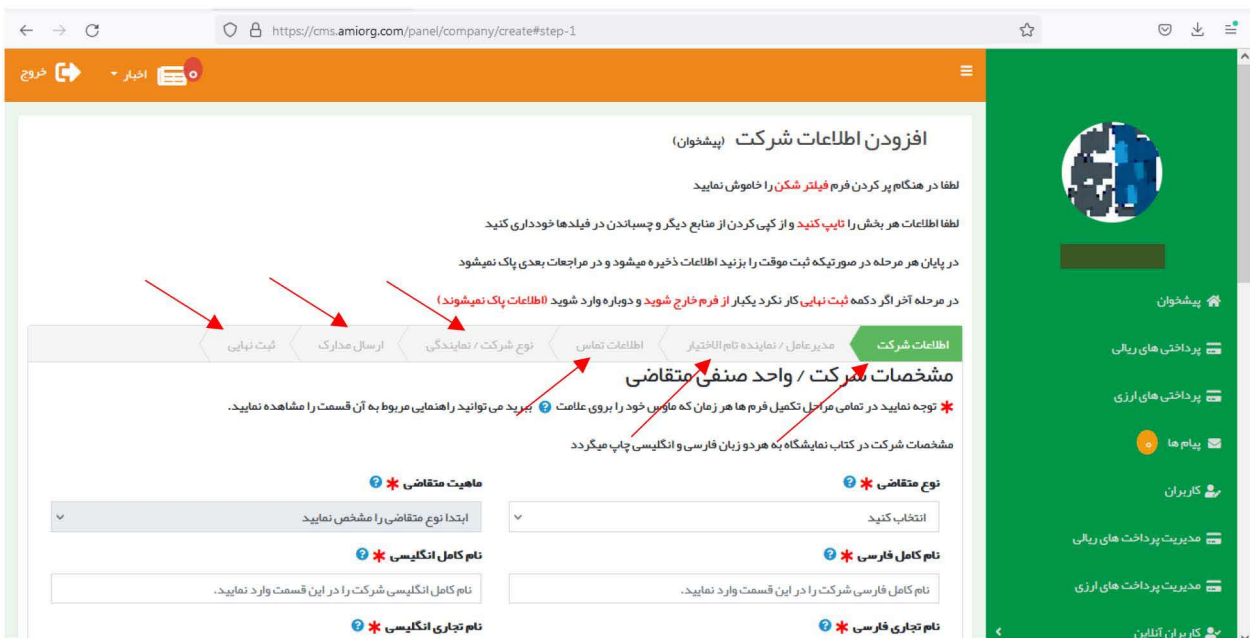 https://cms.amiorg.com/panel/company/create#step-1
خروج
اخبار
۰
افزودن اطلاعات شرکت (پیشخوان)
لطفا در هنگام پر کردن فرم فیلتر شکن را خاموش نمایید
لطفا اطلاعات هر بخش را تایپ کنید و از کپی کردن از منابع دیگر و چسباندن در فیلدها خودداری کنید
در پایان هر مرحله در صورتیکه ثبت موقت را بزنید اطلاعات ذخیره میشود و در مراجعات بعدی پاک نمیشود
در مرحله آخر اگر دکمه ثبت نهایی کار نکرد یکبار از فرم خارج شوید و دوباره وارد شوید (اطلاعات پاک نمیشوند)
اطلاعات شرکت
مدیرعامل / نماینده تام الاختیار
اطلاعات تماس
نوع شرکت / نمایندگی
ارسال مدارک
ثبت نهایی
مشخصات شرکت / واحد صنفی متقاضی
* توجه نمایید در تمامی مراحل تکمیل فرم ها هر زمان که ماوس خود را بروی علامت ? ببرید می توانید راهنمایی مربوط به آن قسمت را مشاهده نمایید.
مشخصات شرکت در کتاب نمایشگاه به هردو زبان فارسی و انگلیسی چاپ میگردد
نوع متقاضی * ?
ماهیت متقاضی * ?
انتخاب کنید
ابتدا نوع متقاضی را مشخص نمایید
نام کامل فارسی * ?
نام کامل انگلیسی * ?
نام کامل فارسی شرکت را در این قسمت وارد نمایید.
نام کامل انگلیسی شرکت را در این قسمت وارد نمایید.
نام تجاری فارسی * ?
نام تجاری انگلیسی * ?
پیشخوان
پرداختی های ریالی
پرداختی های ارزی
پیام ها ۰
کاربران
مدیریت پرداخت های ریالی
مدیریت پرداخت های ارزی
کاربران آنلاین